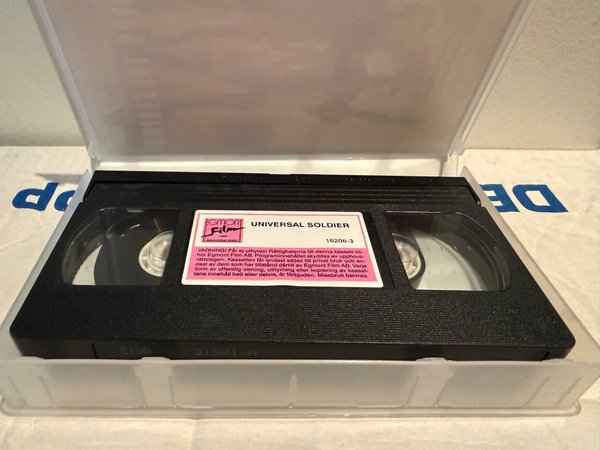 EGMONT
Film
UNIVERSAL SOLDIER
16206-3
VARNING! Får ej uthyras! Rättigheterna till denna kassett till-
hör Egmont Film AB. Programinnehållet skyddas av upphovs-
rättslagen. Kassetten får endast säljas till privat bruk och en-
dast av dem som har tillstånd därtill av Egmont Film AB. Varje
form av offentlig visning, uthyrning eller kopiering av kasset-
tens innehåll helt eller delvis, är förbjuden. Missbruk beivras.
E180
DE
OP